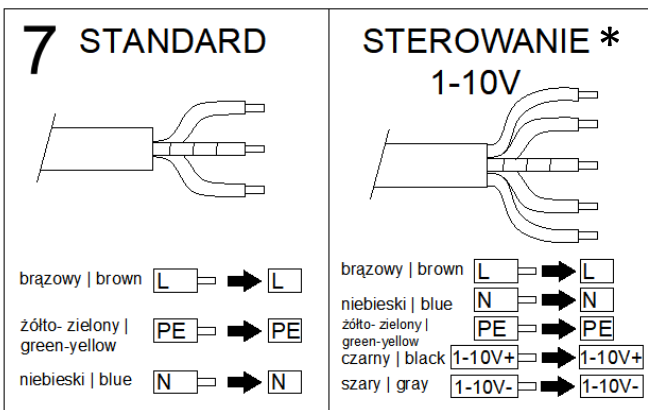 7 STANDARD
brązowy | brown L L
żółto- zielony |
green-yellow PE PE
niebieski | blue N N
STEROWANIE *
1-10V
brązowy | brown L L
niebieski | blue N N
żółto- zielony |
green-yellow PE PE
czarny | black 1-10V+ 1-10V+
szary | gray 1-10V- 1-10V-